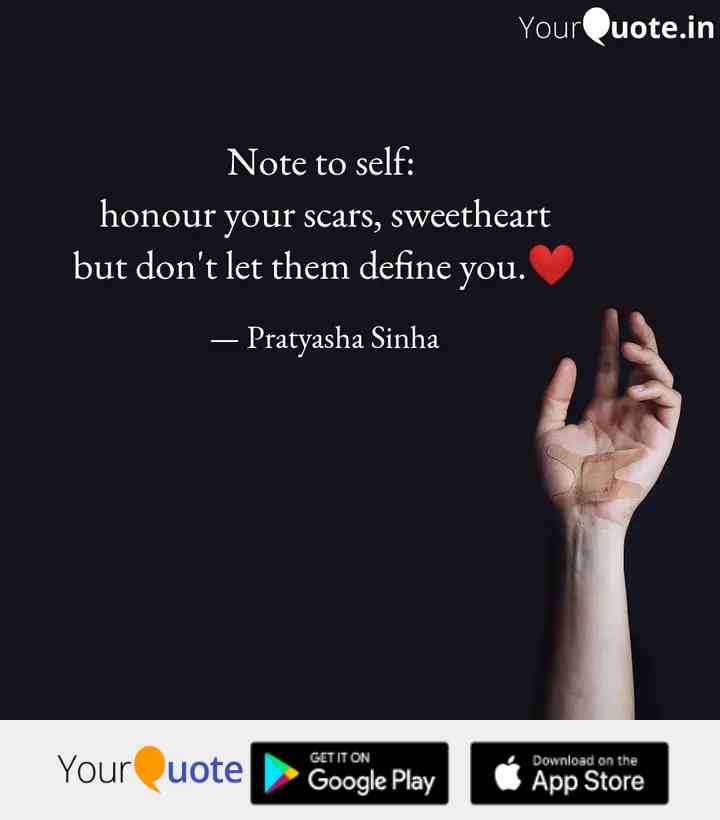 YourQuote.in
Note to self:
honour your scars, sweetheart
but don't let them define you.❤️
— Pratyasha Sinha
YourQuote
GET IT ON
Google Play
Download on the
App Store